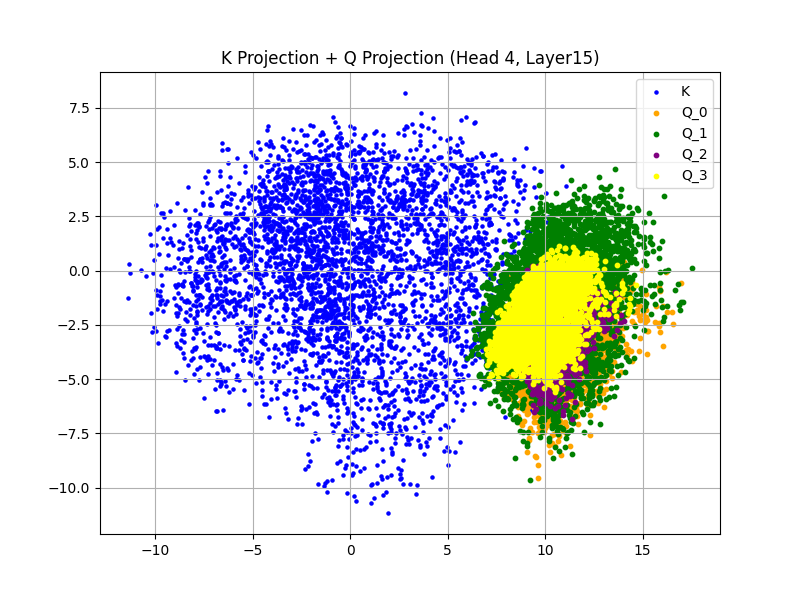 K Projection + Q Projection (Head 4, Layer15)
K
Q_0
Q_1
Q_2
Q_3
7.5
5.0
2.5
0.0
−2.5
−5.0
−7.5
−10.0
−10
−5
0
5
10
15